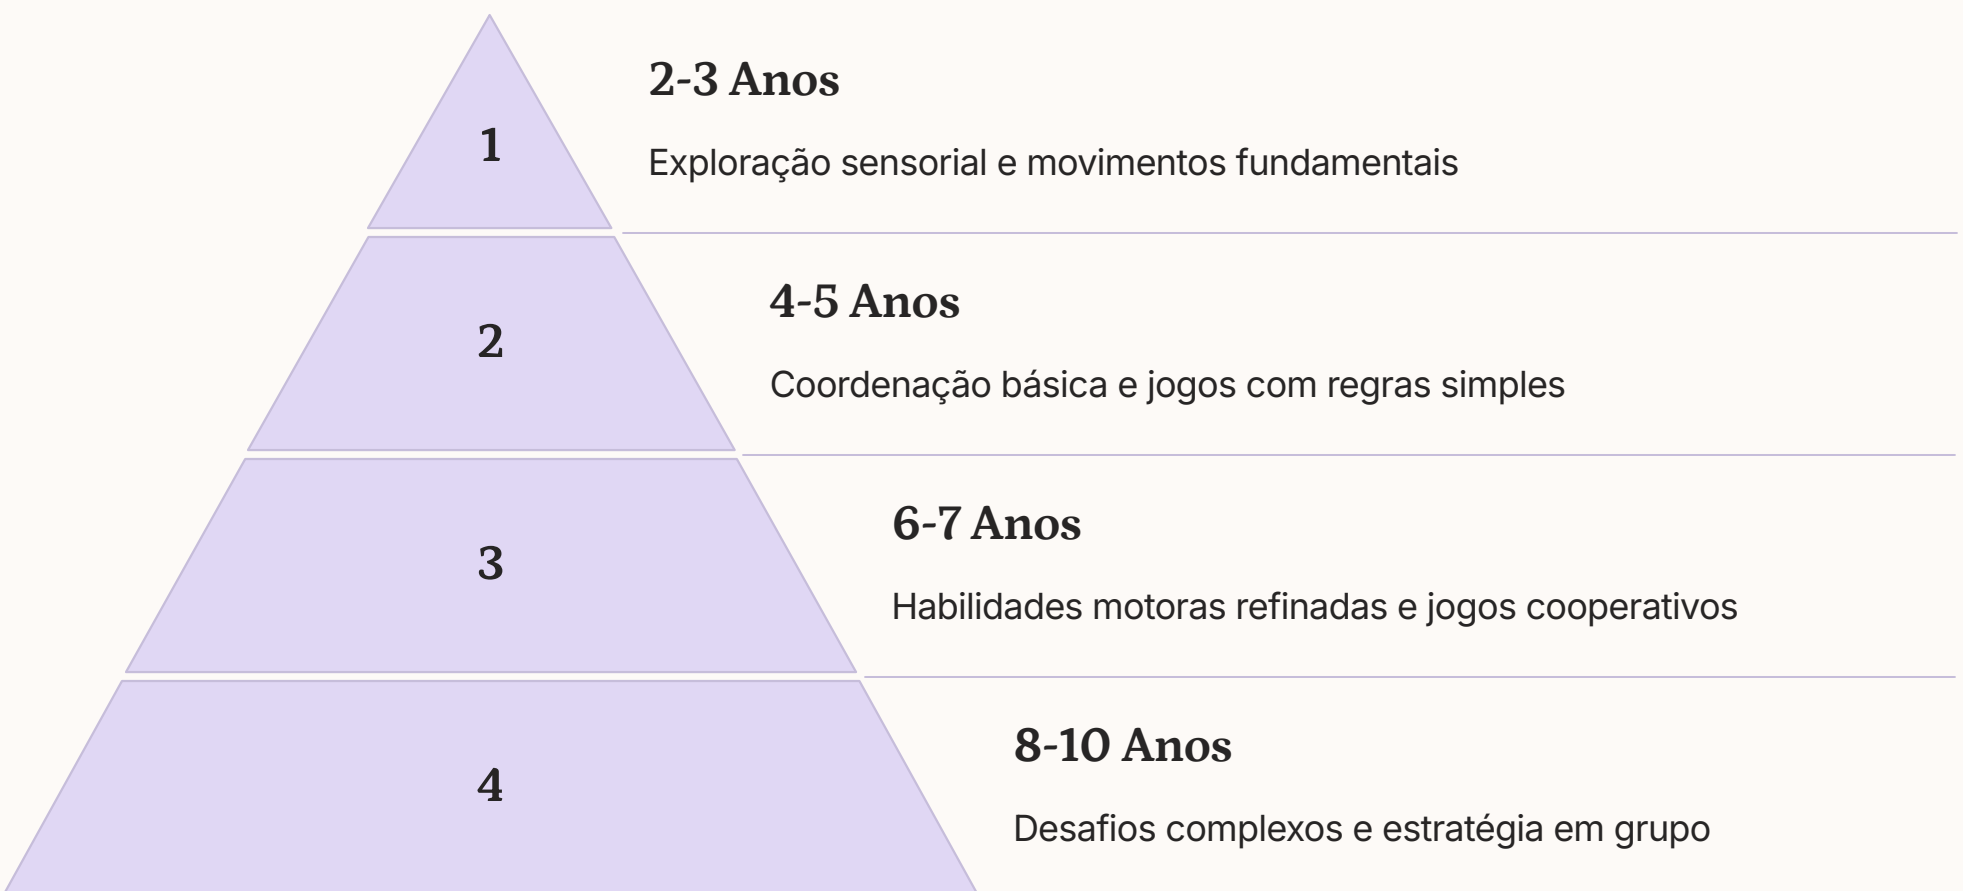 1
2-3 Anos
Exploração sensorial e movimentos fundamentais
2
4-5 Anos
Coordenação básica e jogos com regras simples
3
6-7 Anos
Habilidades motoras refinadas e jogos cooperativos
4
8-10 Anos
Desafios complexos e estratégia em grupo